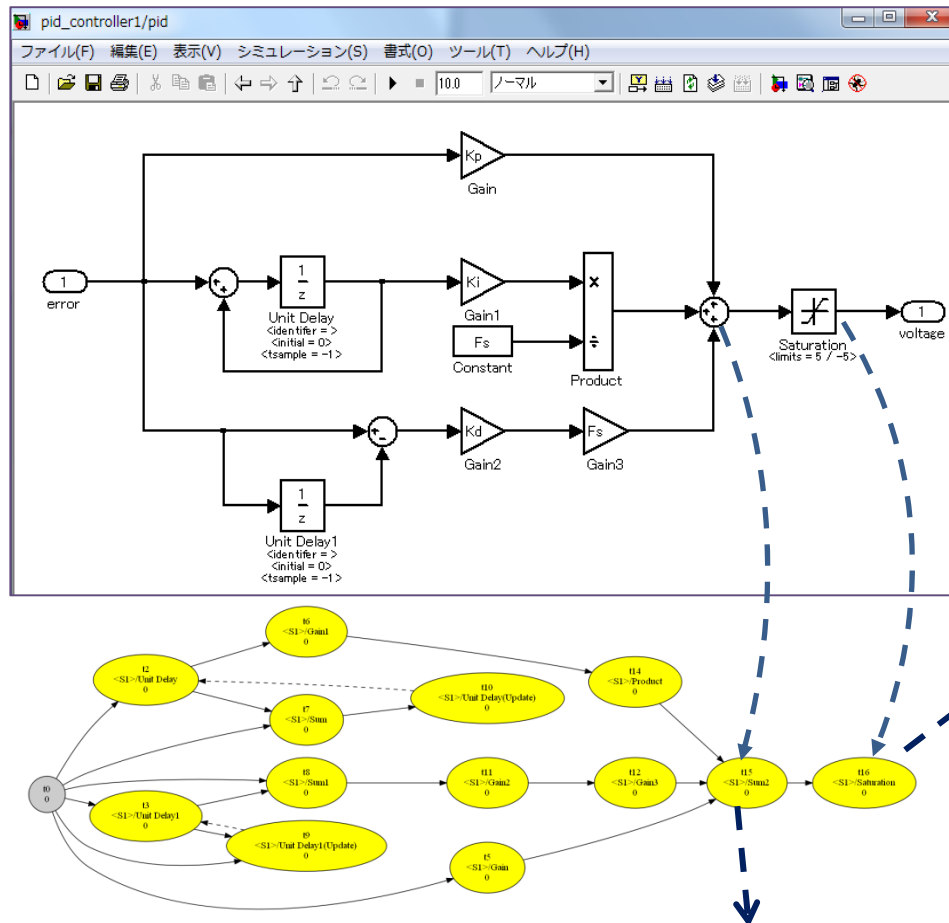 pid_controller1/pid
ファイル(F) 編集(E) 表示(V) シミュレーション(S) 書式(O) ツール(T) ヘルプ(H)
10.0 ノーマル
Kp
Gain
1
error
1
z
Unit Delay
<identifer = >
<initial = 0>
<tsample = -1>
Ki
Gain1
Fs
Constant
×
÷
Product
Saturation
<limits = 5 / -5>
1
voltage
Kd
Gain2
Fs
Gain3
1
z
Unit Delay1
<identifer = >
<initial = 0>
<tsample = -1>
t6
<S1>/Gain1
0
t2
<S1>/Unit Delay
0
t14
<S1>/Product
0
t10
<S1>/Unit Delay(Update)
0
t7
<S1>/Sum
0
t0
0
t8
<S1>/Sum1
0
t11
<S1>/Gain2
0
t12
<S1>/Gain3
0
t15
<S1>/Sum2
0
t16
<S1>/Saturation
0
t3
<S1>/Unit Delay1
0
t9
<S1>/Unit Delay1(Update)
0
t5
<S1>/Gain
0